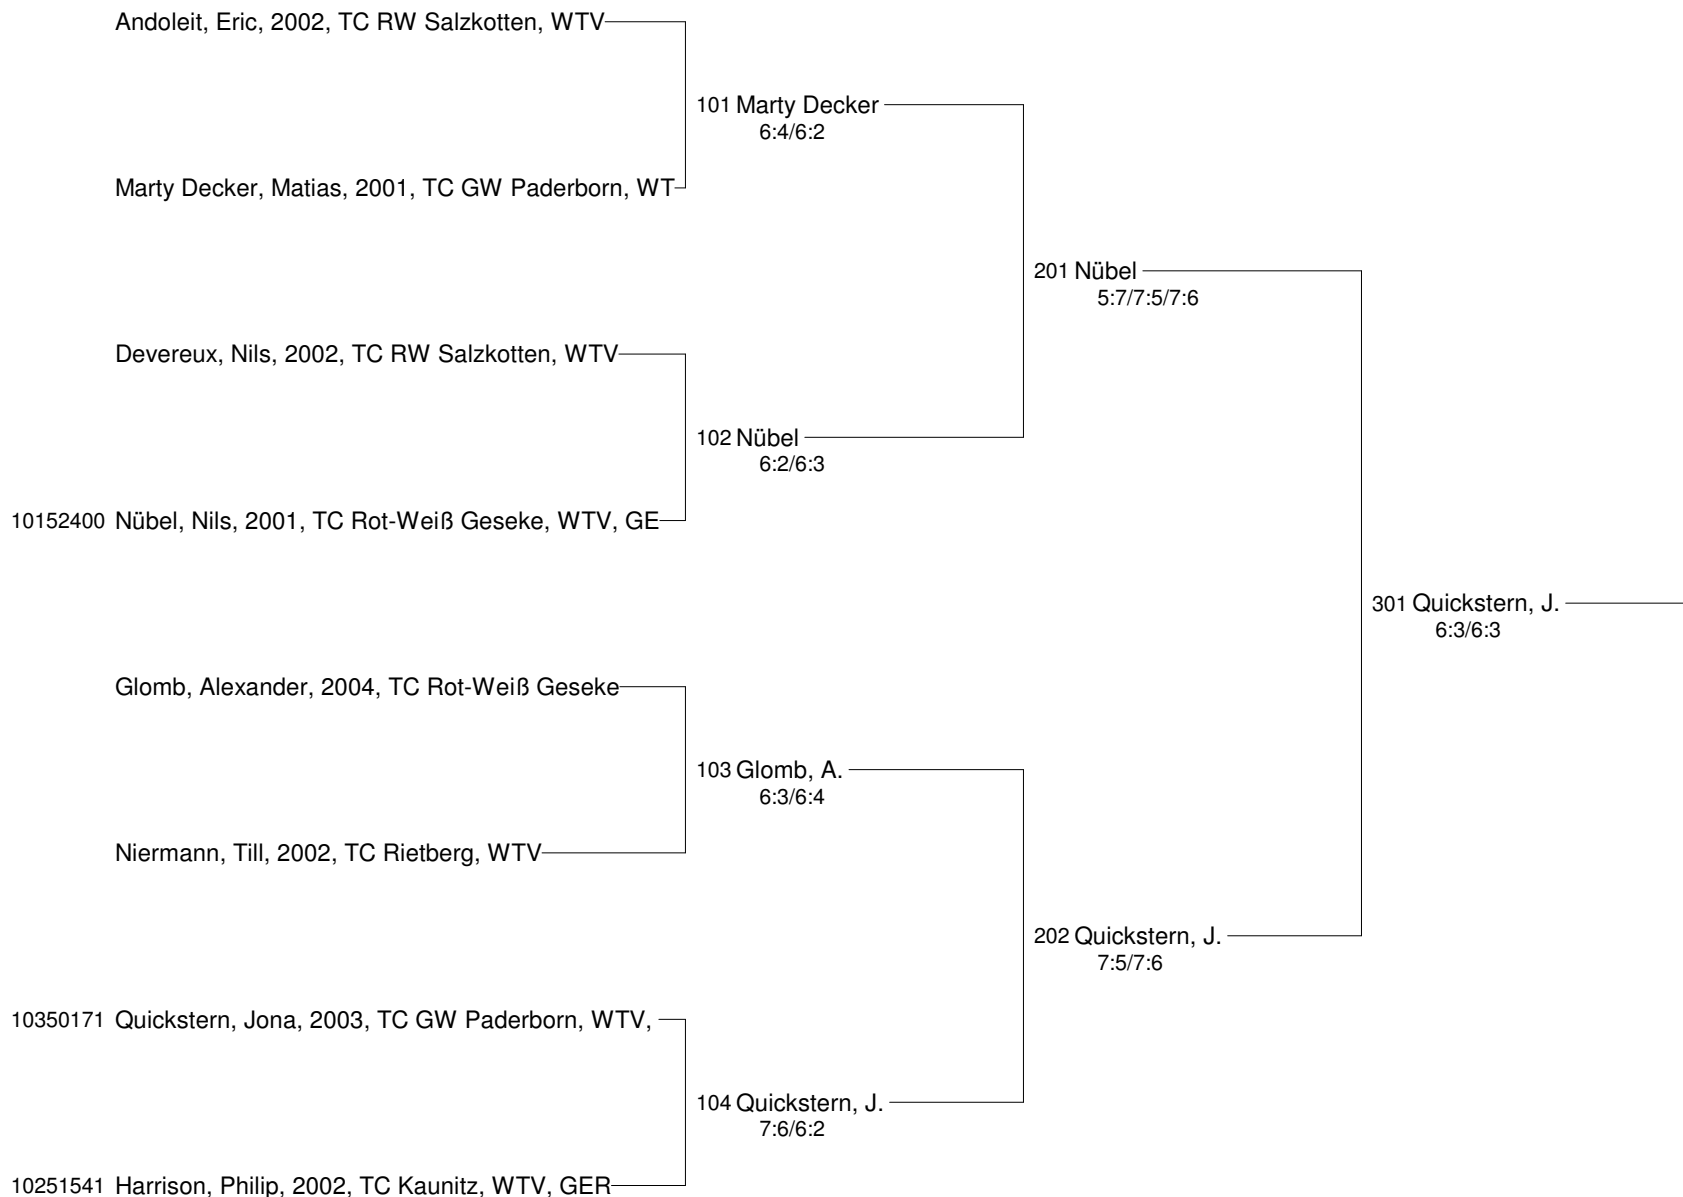 Andoleit, Eric, 2002, TC RW Salzkotten, WTV
101 Marty Decker
6:4/6:2
Marty Decker, Matias, 2001, TC GW Paderborn, WT
201 Nübel
5:7/7:5/7:6
Devereux, Nils, 2002, TC RW Salzkotten, WTV
102 Nübel
6:2/6:3
10152400 Nübel, Nils, 2001, TC Rot-Weiß Geseke, WTV, GE
301 Quickstern, J.
6:3/6:3
Glomb, Alexander, 2004, TC Rot-Weiß Geseke
103 Glomb, A.
6:3/6:4
Niermann, Till, 2002, TC Rietberg, WTV
202 Quickstern, J.
7:5/7:6
10350171 Quickstern, Jona, 2003, TC GW Paderborn, WTV,
104 Quickstern, J.
7:6/6:2
10251541 Harrison, Philip, 2002, TC Kaunitz, WTV, GER